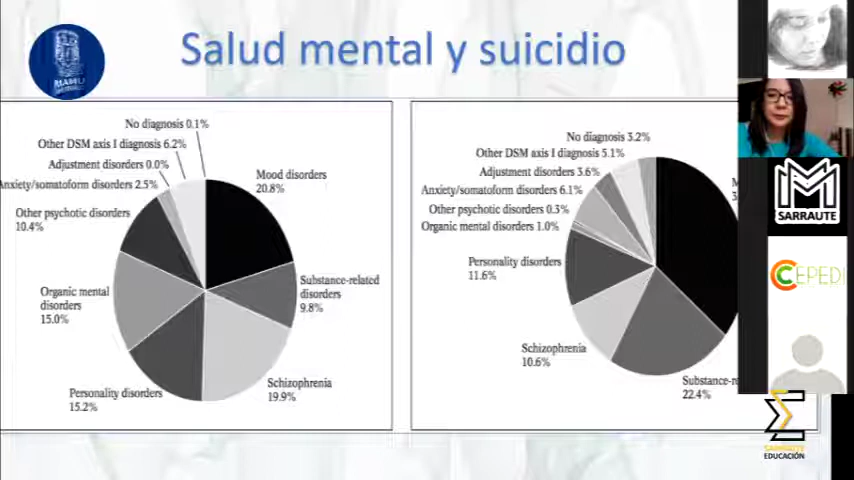 Salud mental y suicidio
MAMU
No diagnosis 0.1%
Other DSM axis I diagnosis 6.2%
Adjustment disorders 0.0%
Anxiety/somatoform disorders 2.5%
Other psychotic disorders
10.4%
Organic mental
disorders
15.0%
Personality disorders
15.2%
Mood disorders
20.8%
Substance-related
disorders
9.8%
Schizophrenia
19.9%
No diagnosis 3.2%
Other DSM axis I diagnosis 5.1%
Adjustment disorders 3.6%
Anxiety/somatoform disorders 6.1%
Other psychotic disorders 0.3%
Organic mental disorders 1.0%
Personality disorders
11.6%
Schizophrenia
10.6%
Substance-re
22.4%
M
3
SARRAUTE
CEPEDI
SARRAUTE
EDUCACIÓN